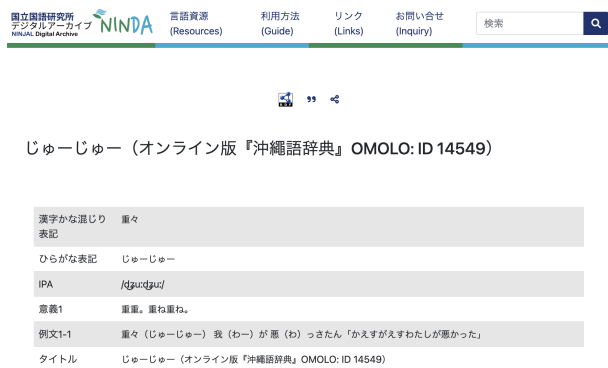 国立国語研究所
デジタルアーカイブ
NINJAL Digital Archive
NINDA
言語資源
(Resources)
利用方法
(Guide)
リンク
(Links)
お問い合せ
(Inquiry)
検索
じゅーじゅー（オンライン版『沖縄語辞典』OMOLO: ID 14549）
漢字かな混じり
表記
重々
ひらがな表記 じゅーじゅー
IPA /d͡ʑuːd͡ʑuː/
意義1 重重。重ね重ね。
例文1-1 重々（じゅーじゅー） 我（わー）が 悪（わ）っさたん「かえすがえすわたしが悪かった」
タイトル じゅーじゅー（オンライン版『沖縄語辞典』OMOLO: ID 14549）